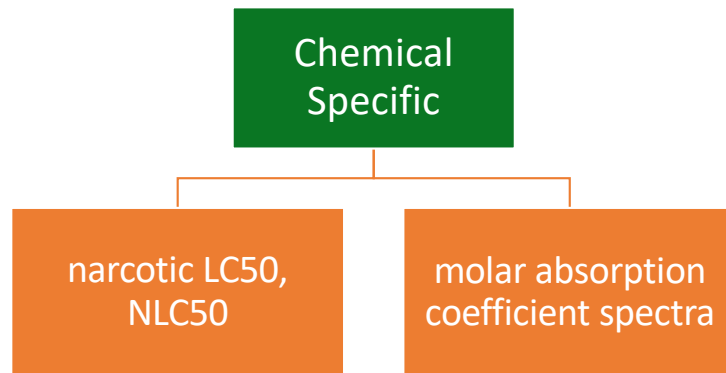 Chemical
Specific
narcotic LC50,
NLC50
molar absorption
coefficient spectra